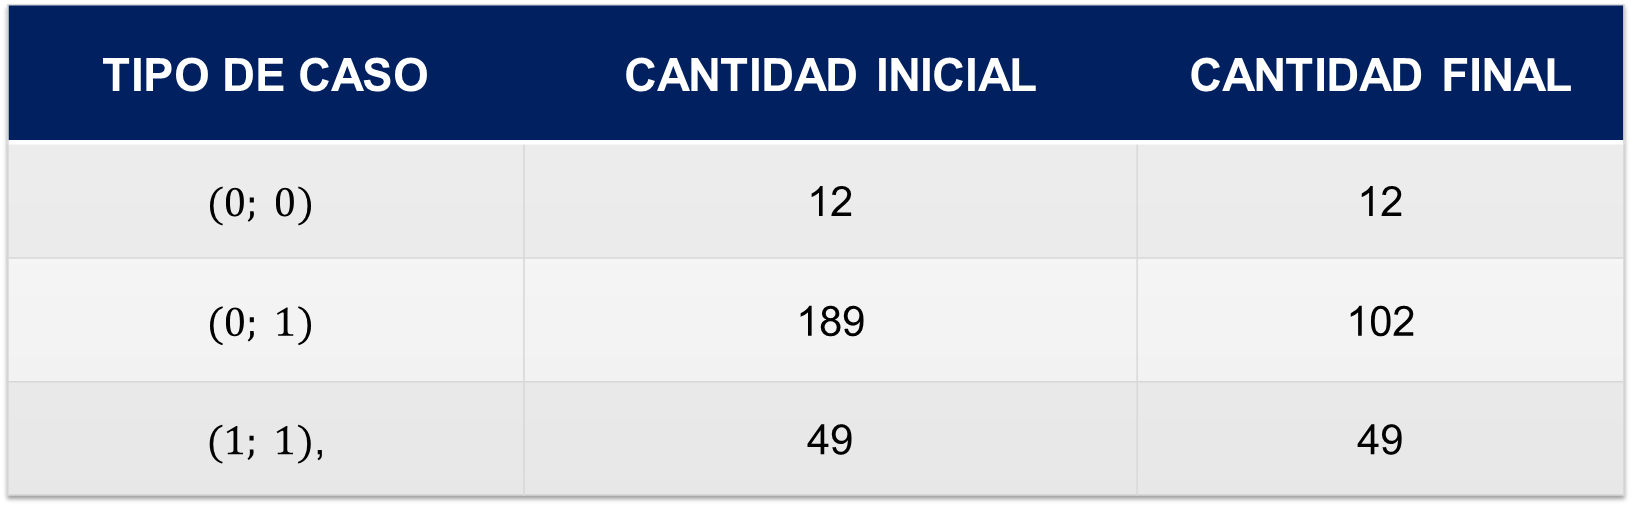 TIPO DE CASO CANTIDAD INICIAL CANTIDAD FINAL
(0; 0) 12 12
(0; 1) 189 102
(1; 1), 49 49